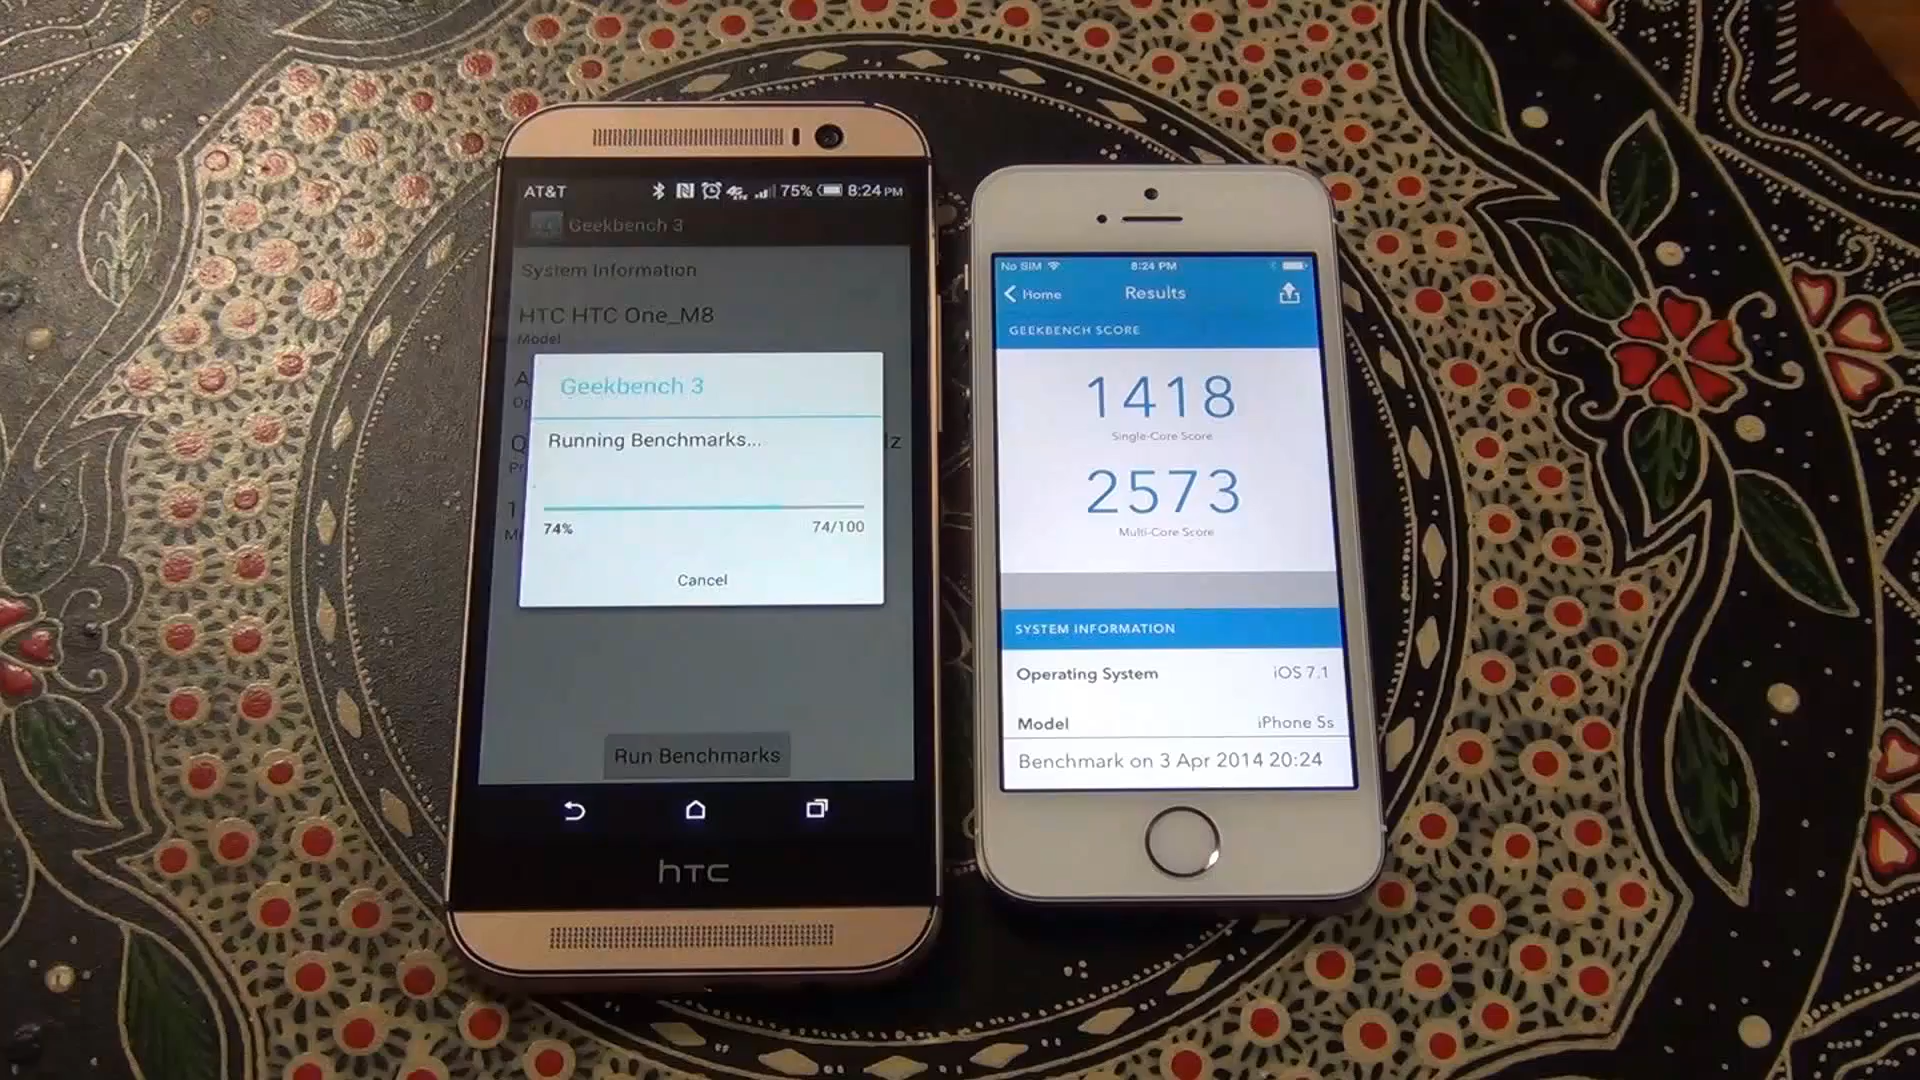 AT&T 75% 8:24 PM
Geekbench 3
System Information
HTC HTC One_M8
Model
Geekbench 3
Running Benchmarks...
74% 74/100
Cancel
Run Benchmarks
hTC
No SIM 8:24 PM
Home Results
GEEKBENCH SCORE
1418
Single-Core Score
2573
Multi-Core Score
SYSTEM INFORMATION
Operating System iOS 7.1
Model iPhone 5s
Benchmark on 3 Apr 2014 20:24